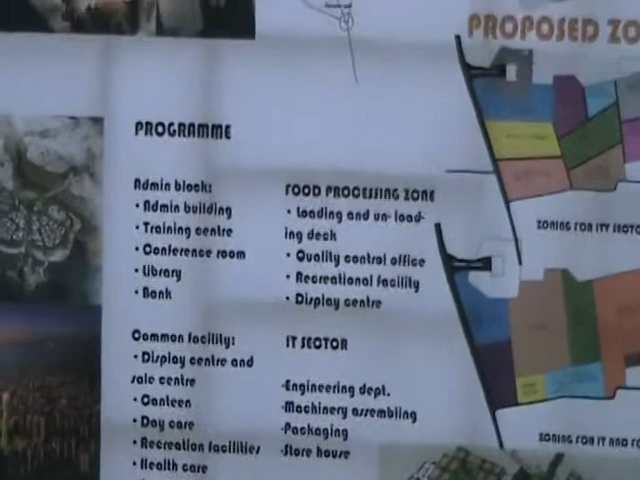 PROPOSED ZO
PROGRAMME
Admin block:
• Admin building
• Training centre
• Conference room
• Library
• Bank
Common facility:
• Display centre and
sale centre
• Canteen
• Day care
• Recreation facilities
• Health care
FOOD PROCESSING ZONE
• Loading and un- load-
ing deck
• Quality control office
• Recreational facility
• Display centre
IT SECTOR
-Engineering dept.
-Machinery assembling
-Packaging
-Store house
ZONING FOR ITY SECTO
ZONING FOR IT AND FO